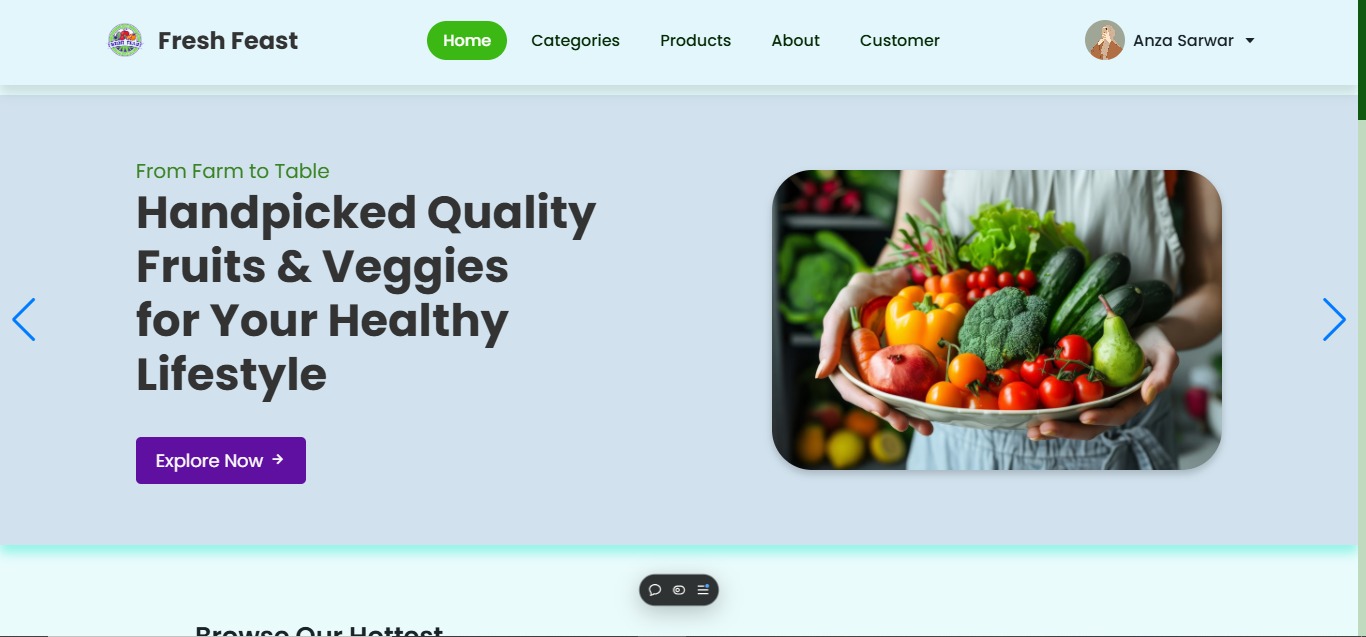 Fresh Feast
Home
Categories
Products
About
Customer
Anza Sarwar
From Farm to Table
Handpicked Quality
Fruits & Veggies
for Your Healthy
Lifestyle
Explore Now
Browse Our Hottest